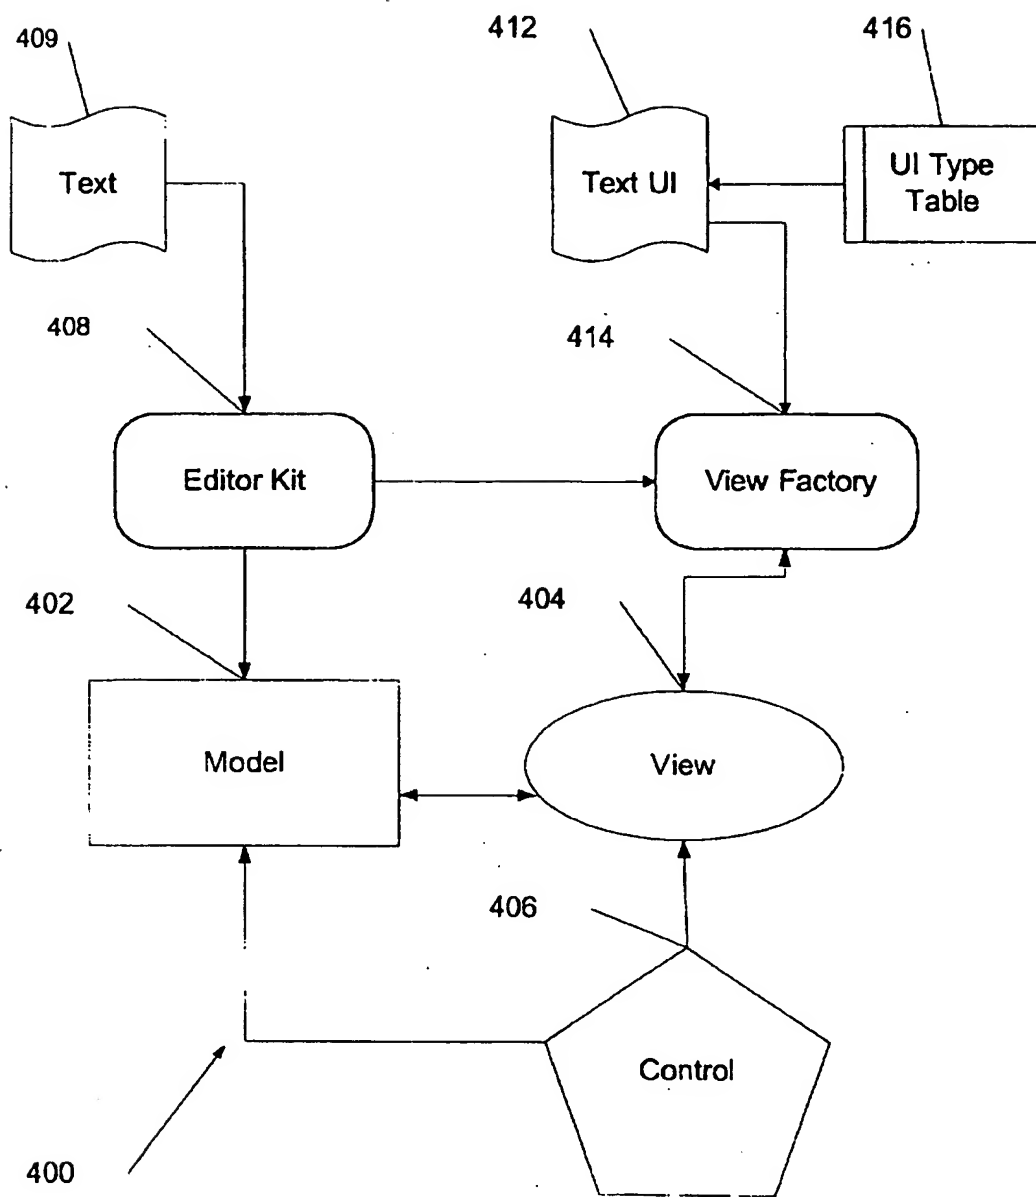 409
412
416
Text
Text UI
UI Type
Table
408
414
Editor Kit
View Factory
402
404
Model
View
406
Control
400